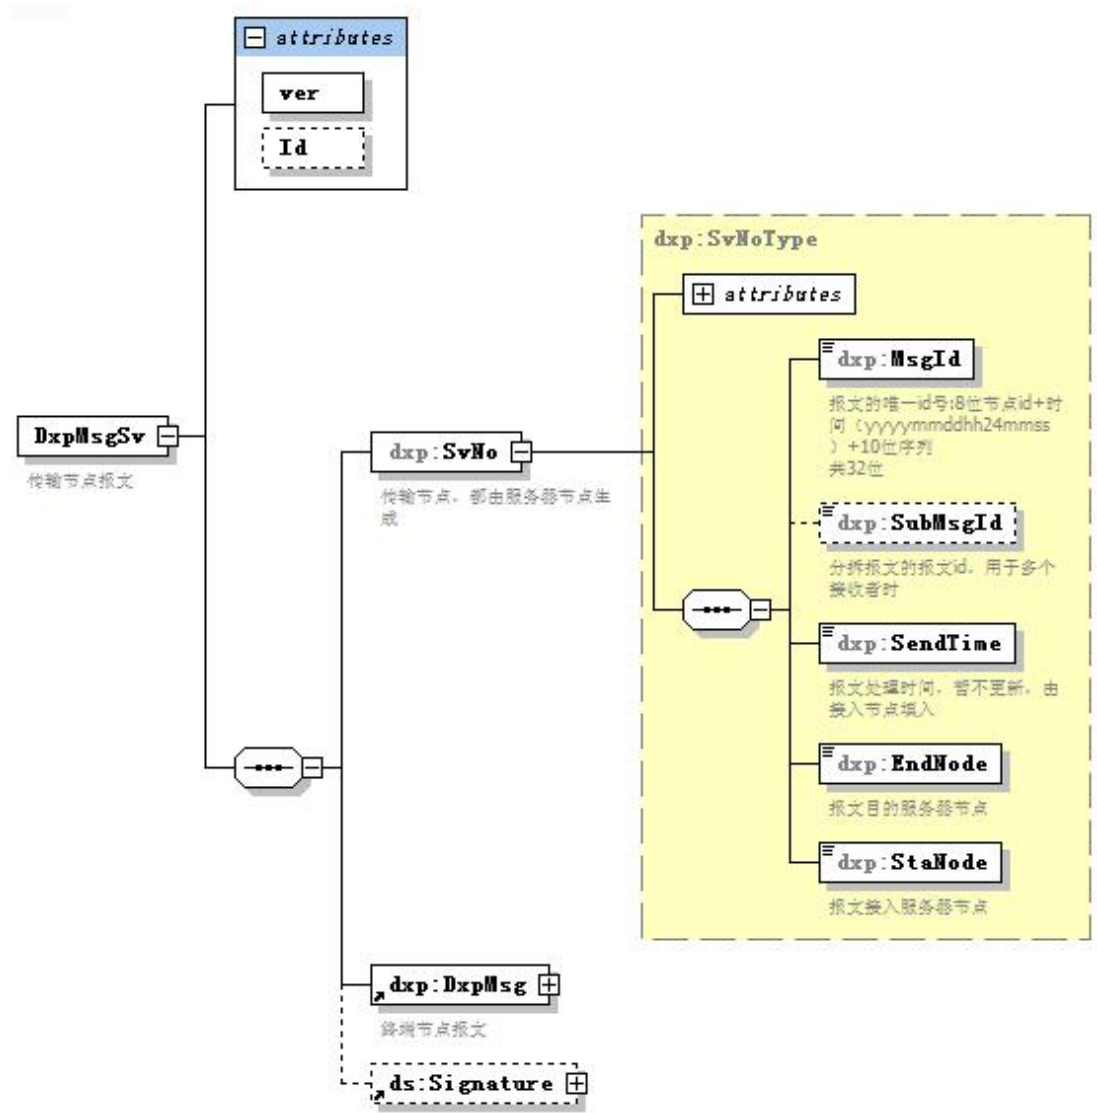 attributes
ver
Id
dxp:SvNoType
attributes
dxp:MsgId
报文的唯一id号:8位节点id+时
间（yyyymmddhh24mmss
）+10位序列
共32位
DxpMsgSv
传输节点报文
dxp:SvNo
传输节点，都由服务器节点生
成
dxp:SubMsgId
分拆报文的报文id，用于多个
接收者时
dxp:SendTime
报文处理时间，暂不更新，由
接入节点填入
dxp:EndNode
报文目的服务器节点
dxp:StaNode
报文接入服务器节点
dxp:DxpMsg
终端节点报文
ds:Signature